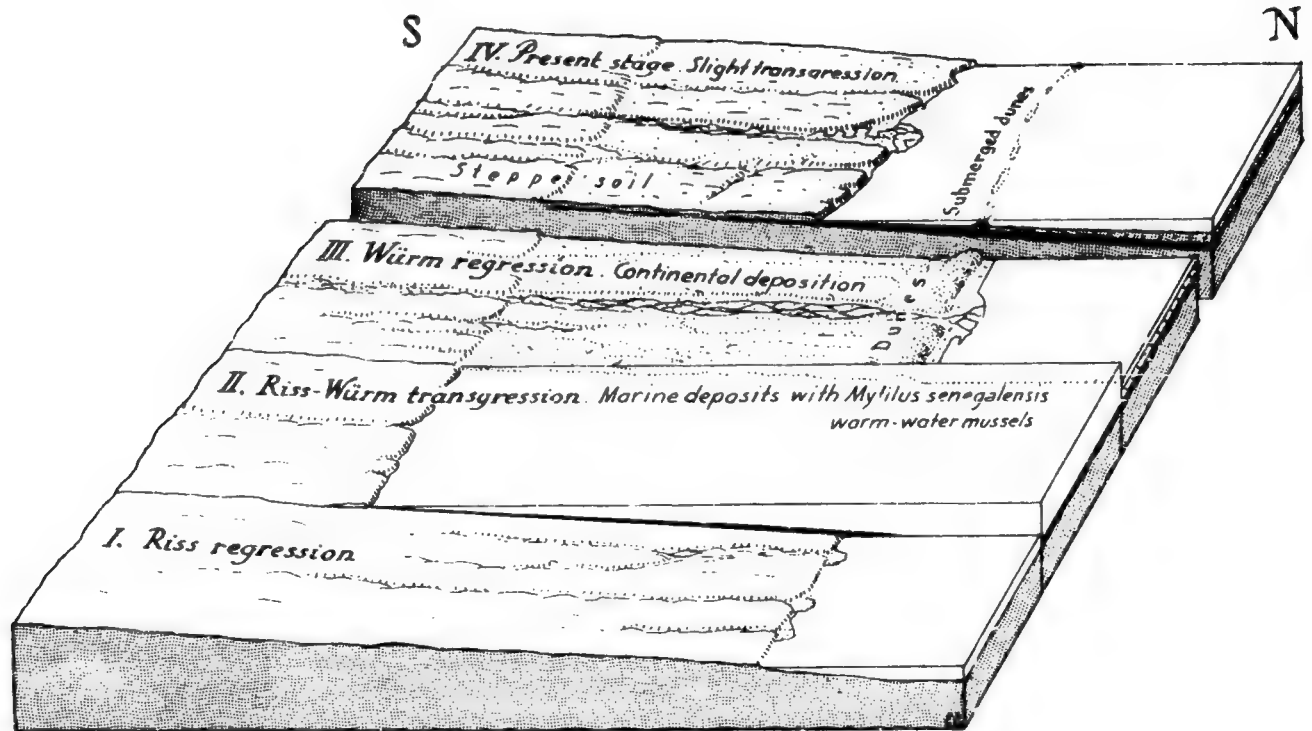 S
N
IV. Present stage. Slight transgression
Submerged dunes
Steppe soil
III. Würm regression. Continental deposition
Dunes
II. Riss-Würm transgression. Marine deposits with Mytilus senegalensis
warm-water mussels
I. Riss regression